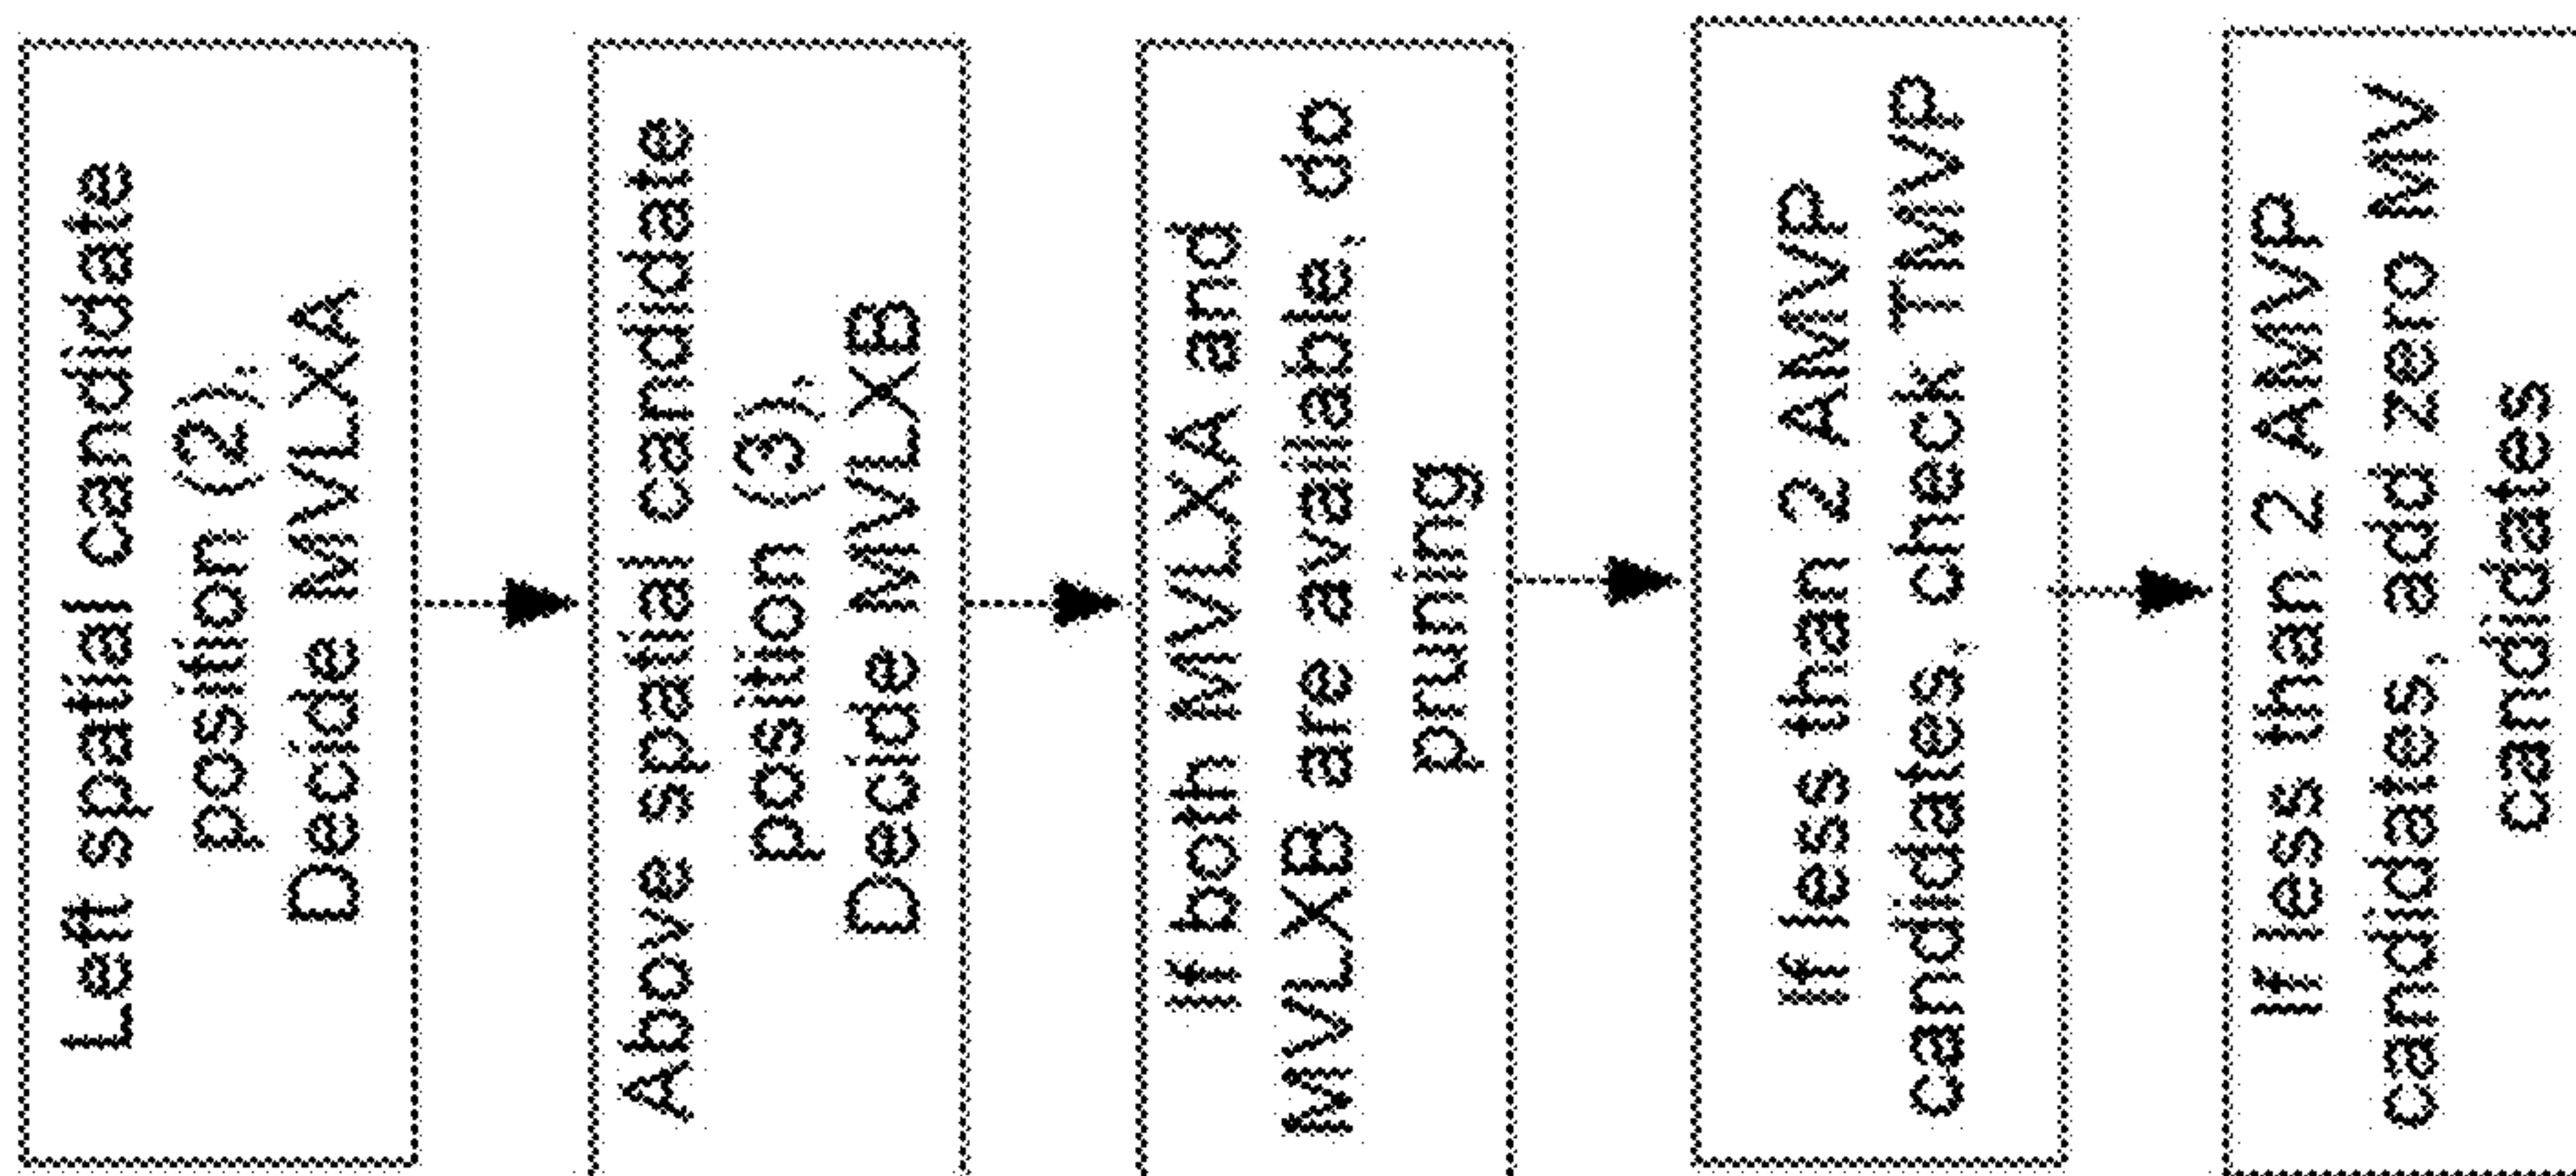 Left spatial candidate
position (2).
Decide MVLXA
Above spatial candidate
position (3).
Decide MVLXB
If both MVLXA and
MVLXB are available, do
pruning
If less than 2 AMVP
candidates, check TMVP
If less than 2 AMVP
candidates, add zero MV
candidates